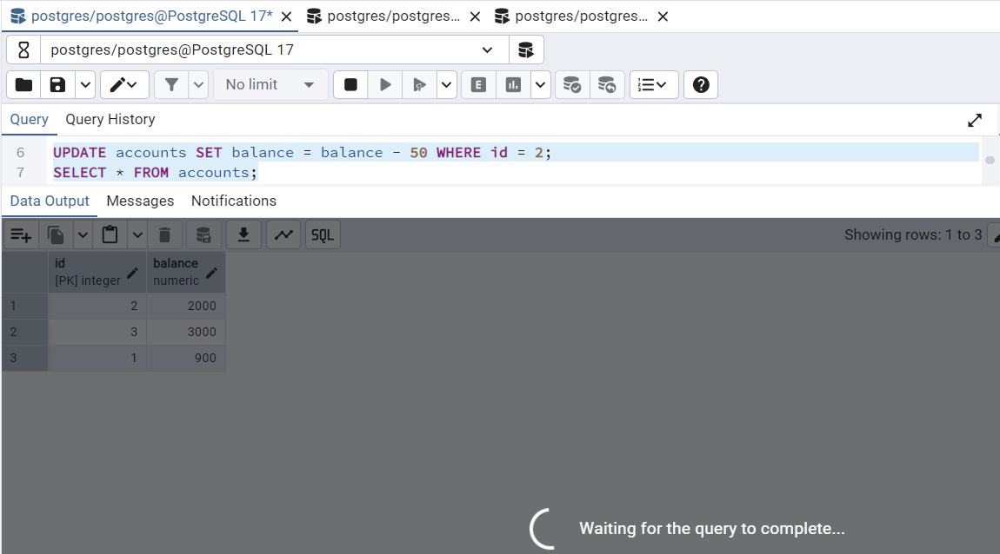 postgres/postgres@PostgreSQL 17* postgres/postgres... postgres/postgres...
postgres/postgres@PostgreSQL 17
No limit E
Query Query History
6 UPDATE accounts SET balance = balance - 50 WHERE id = 2;
7 SELECT * FROM accounts;
Data Output Messages Notifications
SQL Showing rows: 1 to 3
id balance
[PK] integer numeric
1 2 2000
2 3 3000
3 1 900
Waiting for the query to complete...